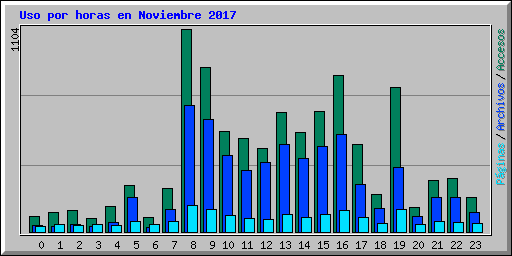 Uso por horas en Noviembre 2017
1104
Páginas / Archivos / Accesos
0 1 2 3 4 5 6 7 8 9 10 11 12 13 14 15 16 17 18 19 20 21 22 23